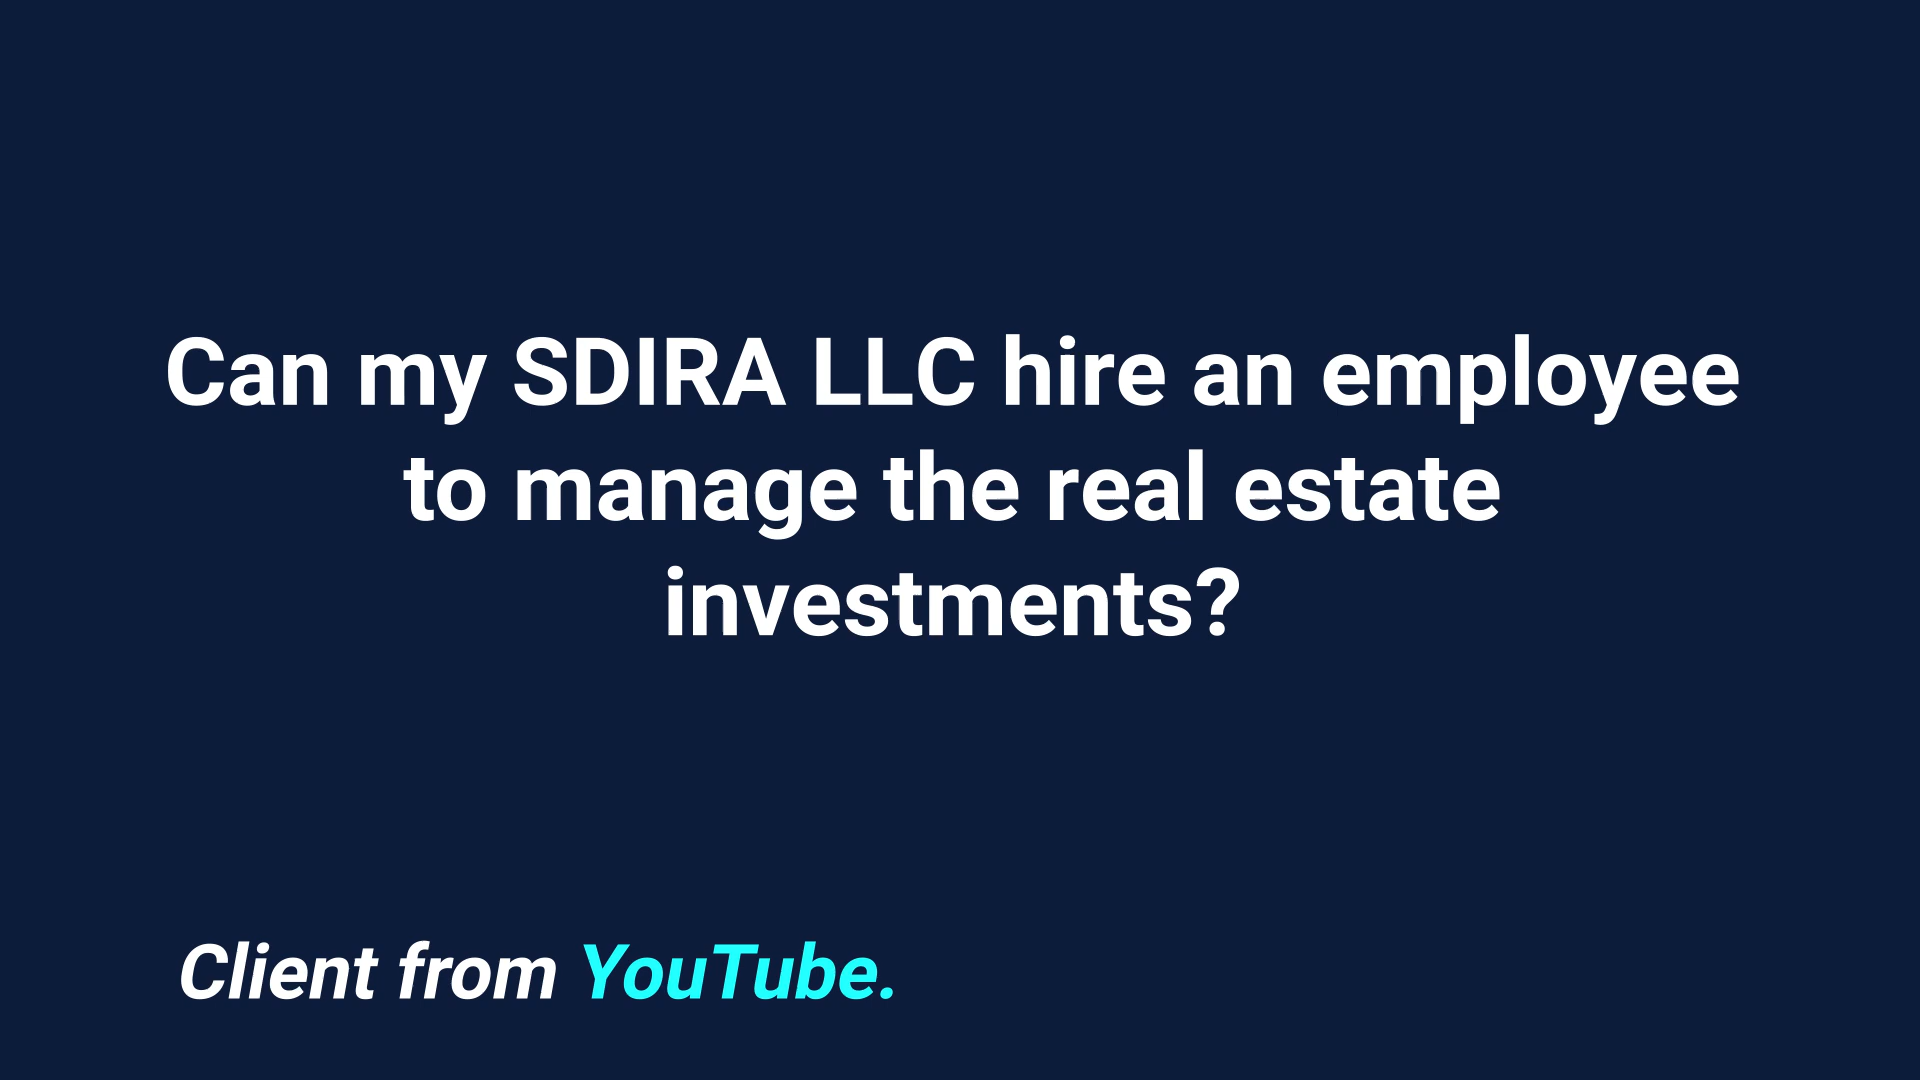 Can my SDIRA LLC hire an employee
to manage the real estate
investments?
Client from YouTube.